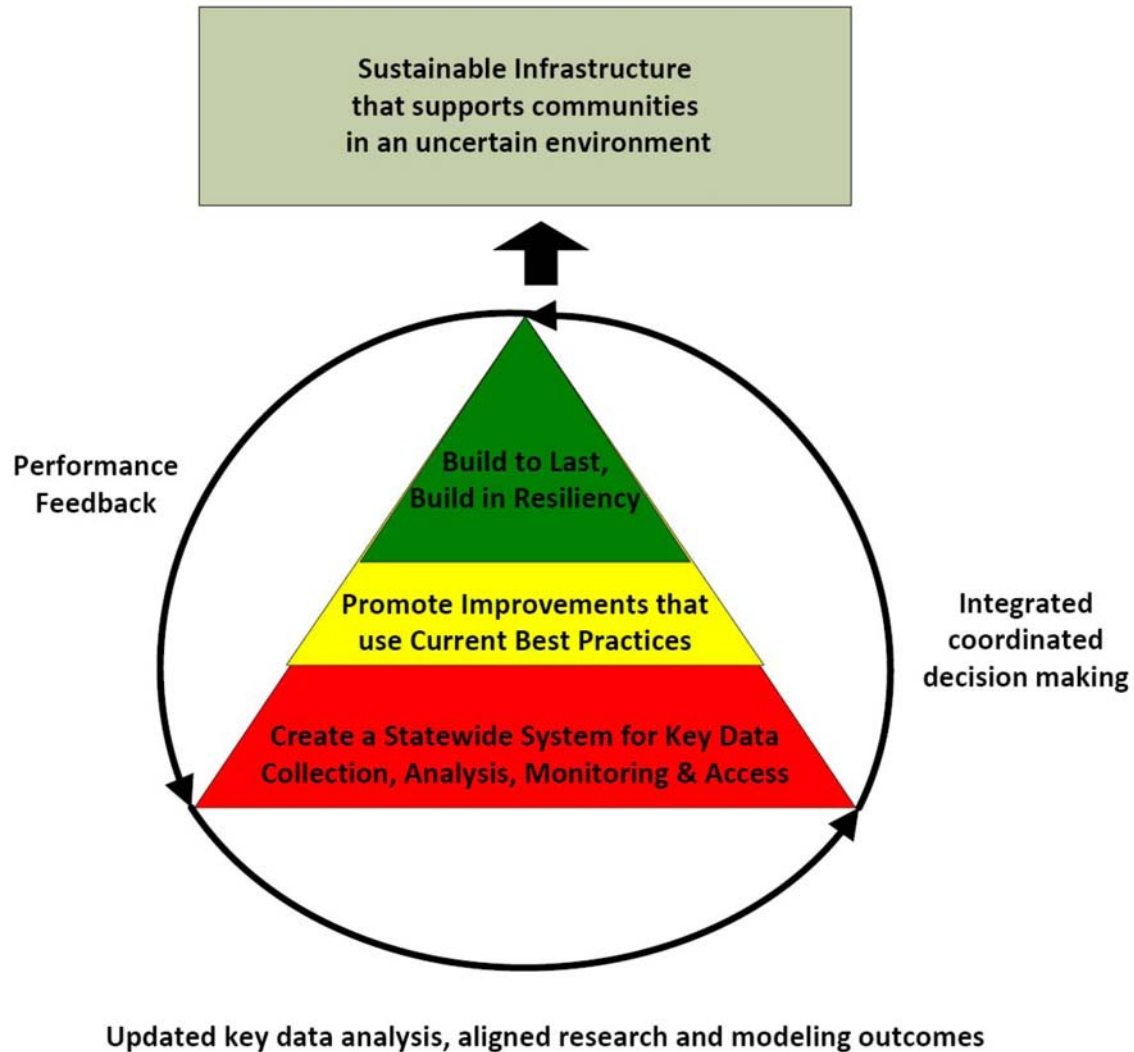 Sustainable Infrastructure
that supports communities
in an uncertain environment
Performance
Feedback
Build to Last,
Build in Resiliency
Promote Improvements that
use Current Best Practices
Integrated
coordinated
decision making
Create a Statewide System for Key Data
Collection, Analysis, Monitoring & Access
Updated key data analysis, aligned research and modeling outcomes